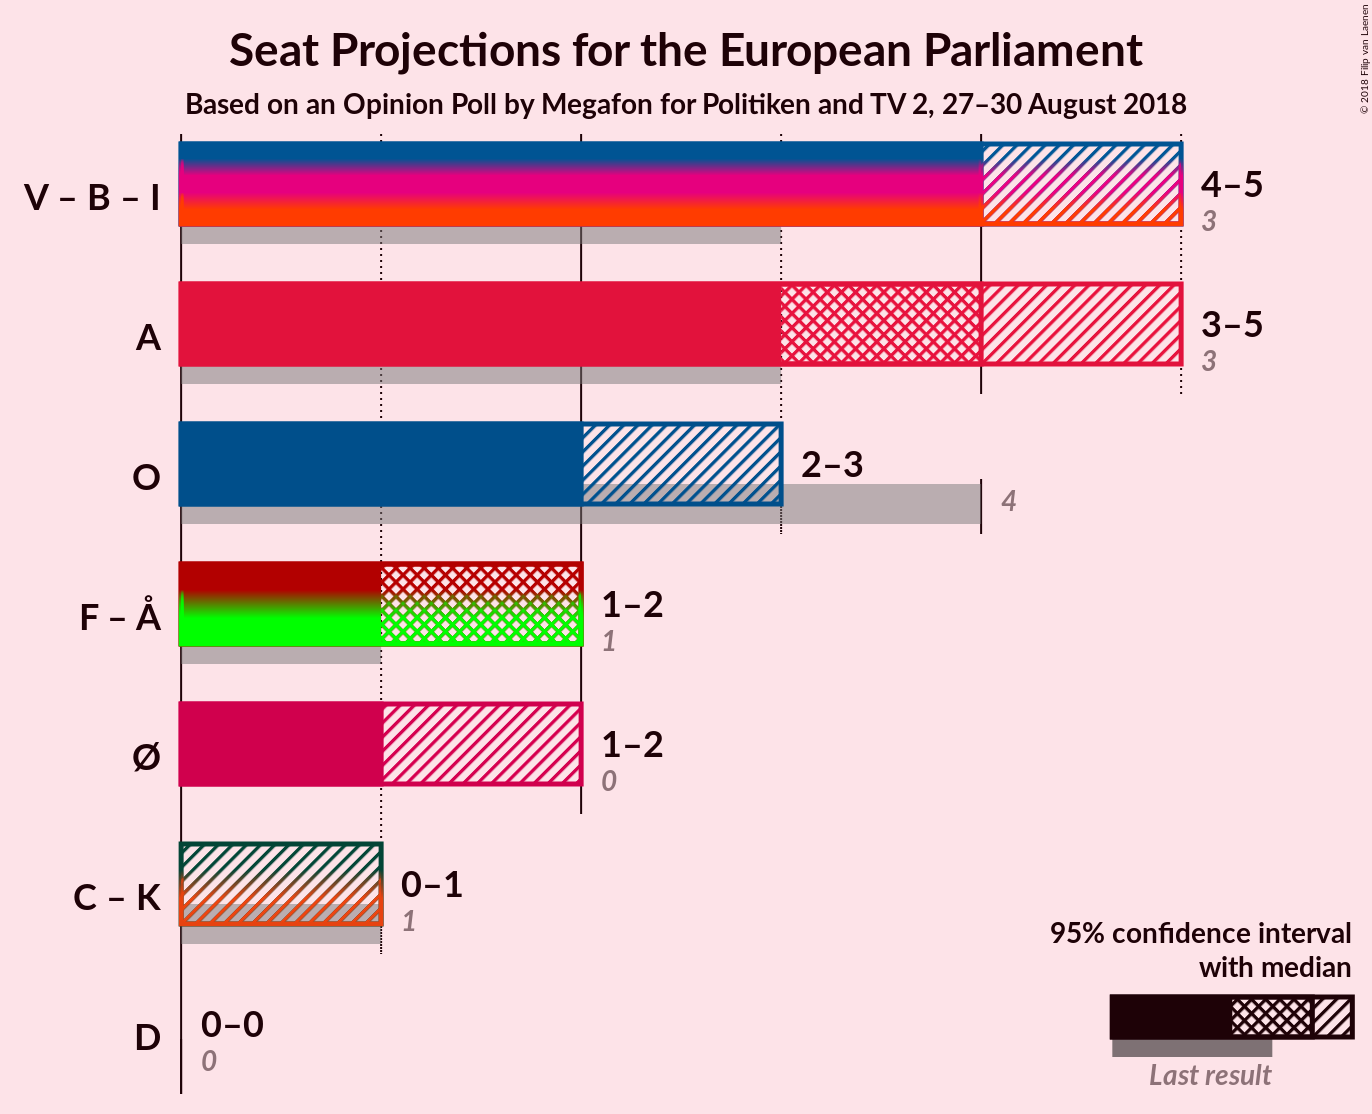 Seat Projections for the European Parliament
Based on an Opinion Poll by Megafon for Politiken and TV 2, 27–30 August 2018
© 2018 Filip van Laenen
V – B – I
4–5
3
A
3–5
3
O
2–3
4
F – Å
1–2
1
Ø
1–2
0
C – K
0–1
1
D
0–0
0
95% confidence interval
with median
Last result